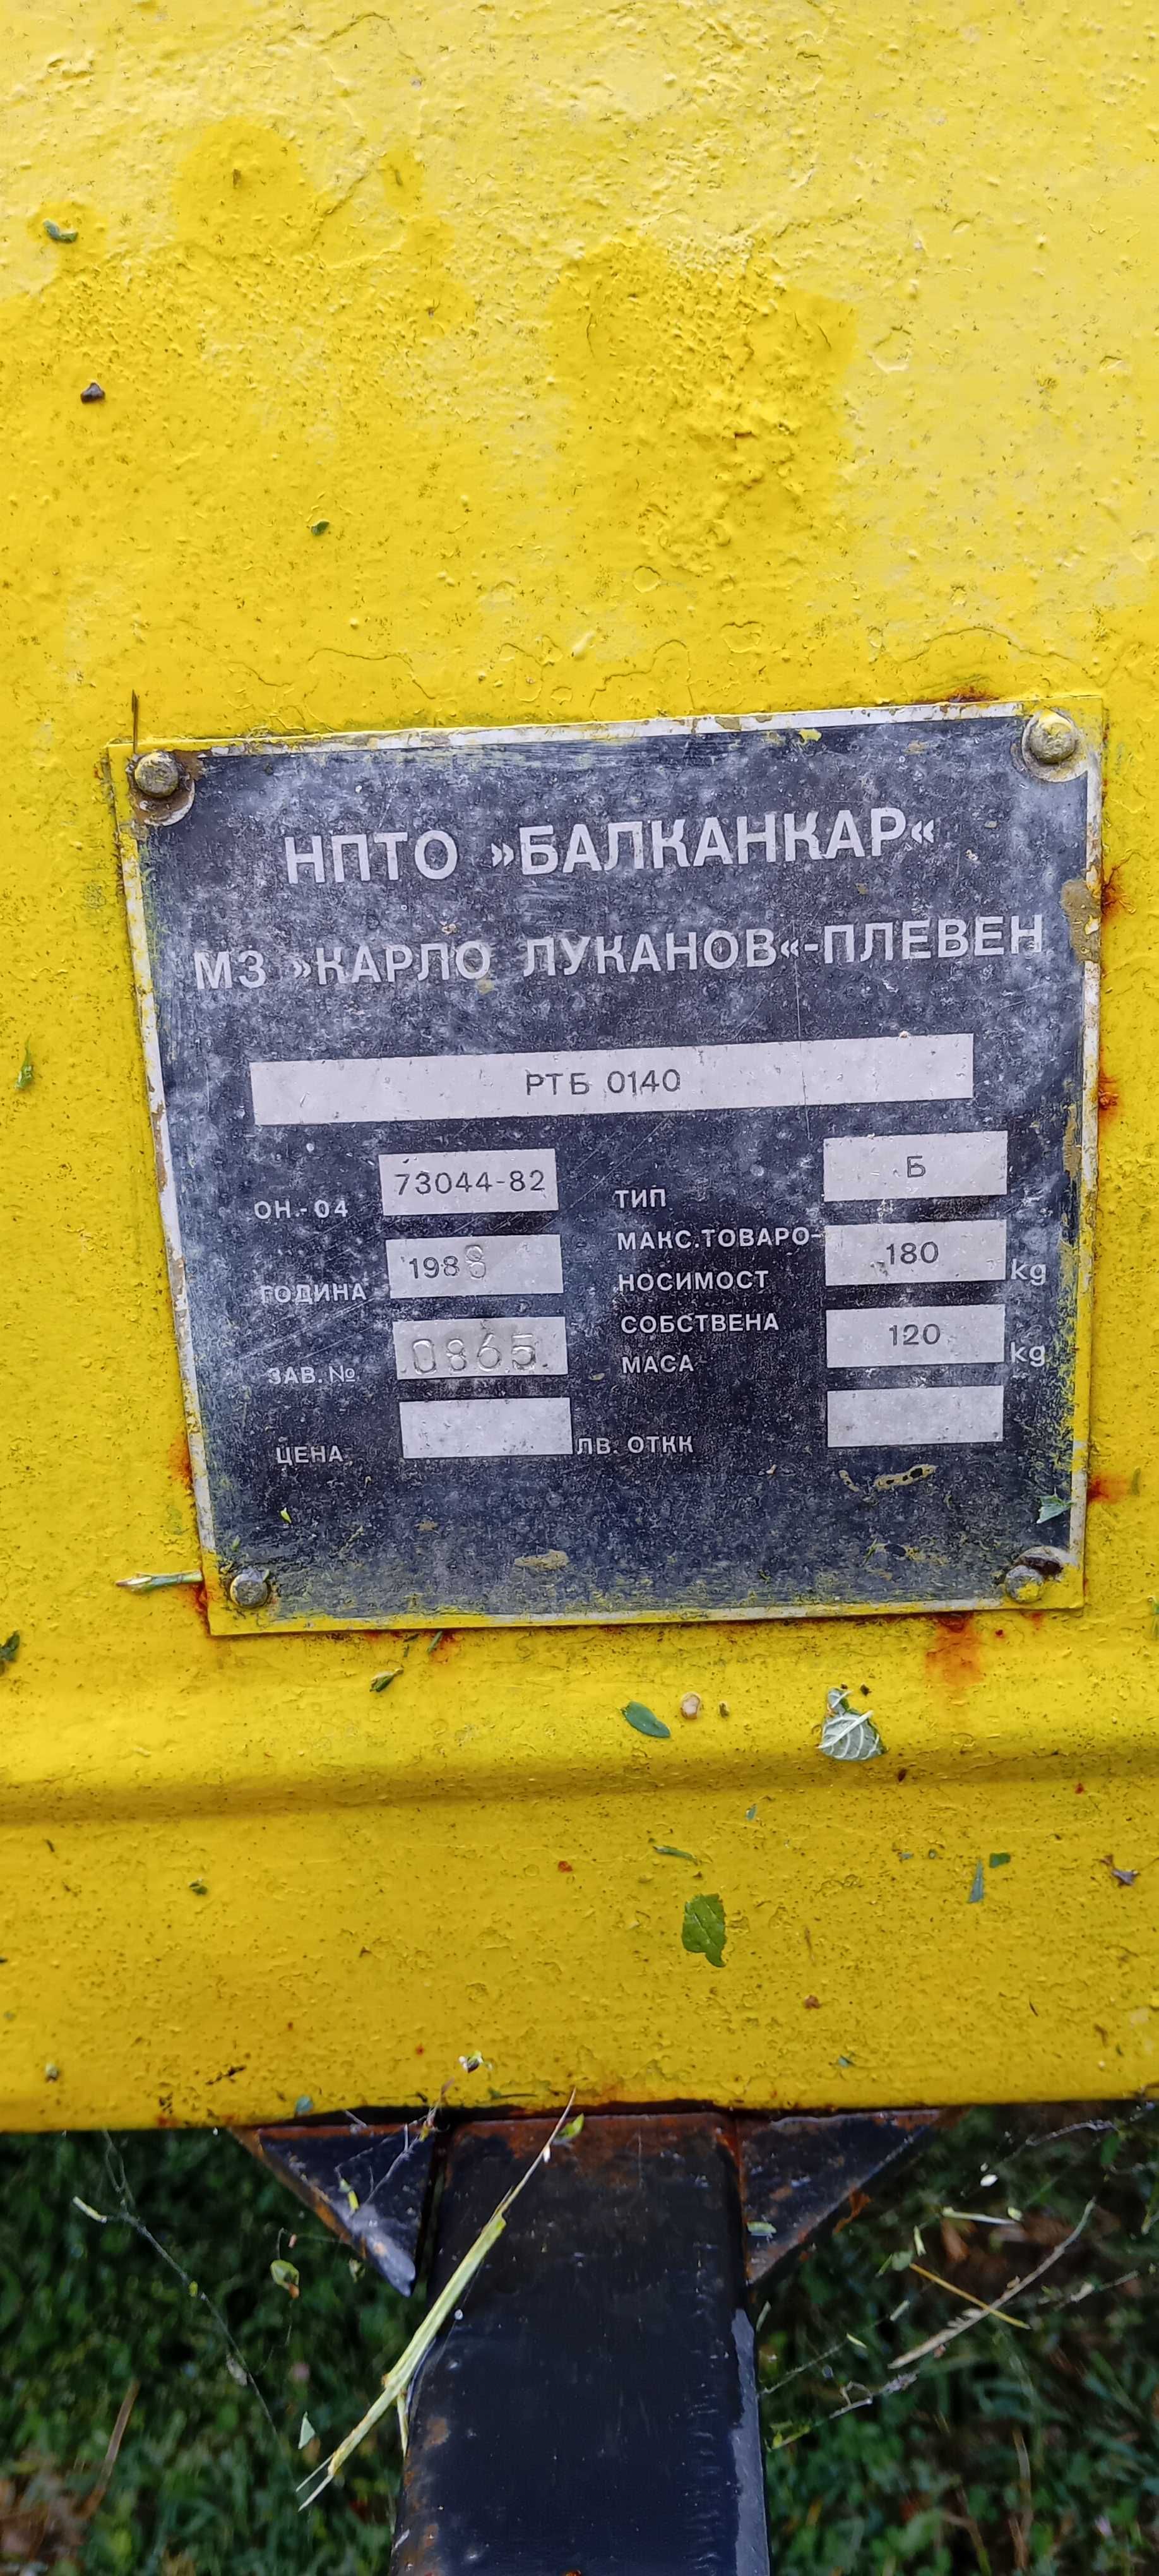 НПТО »БАЛКАНКАР«
МЗ »КАРЛО ЛУКАНОВ«-ПЛЕВЕН
РТБ 0140
ОН.-04 73044-82 ТИП Б
ГОДИНА 1988 МАКС.ТОВАРО-
НОСИМОСТ 180 kg
ЗАВ.№ 0865 СОБСТВЕНА
МАСА 120 kg
ЦЕНА ЛВ. ОТКК